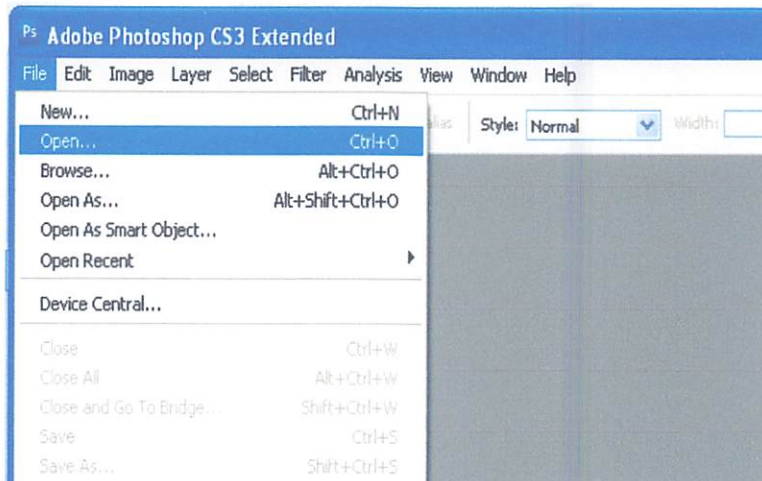 Ps Adobe Photoshop CS3 Extended
File Edit Image Layer Select Filter Analysis View Window Help
New... Ctrl+N
alias Style: Normal Width:
Open... Ctrl+O
Browse... Alt+Ctrl+O
Open As... Alt+Shift+Ctrl+O
Open As Smart Object...
Open Recent
Device Central...
Close Ctrl+W
Close All Alt+Ctrl+W
Close and Go To Bridge... Shift+Ctrl+W
Save Ctrl+S
Save As... Shift+Ctrl+S